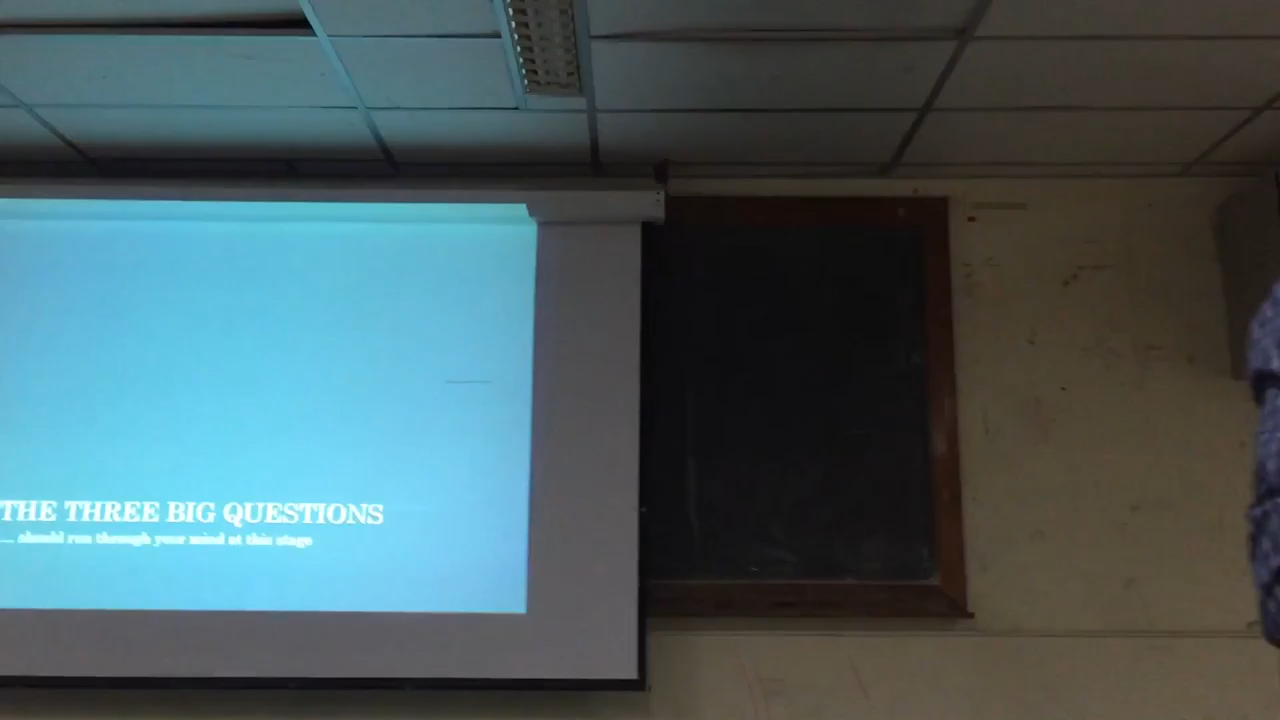 THE THREE BIG QUESTIONS
... should run through your mind at this stage